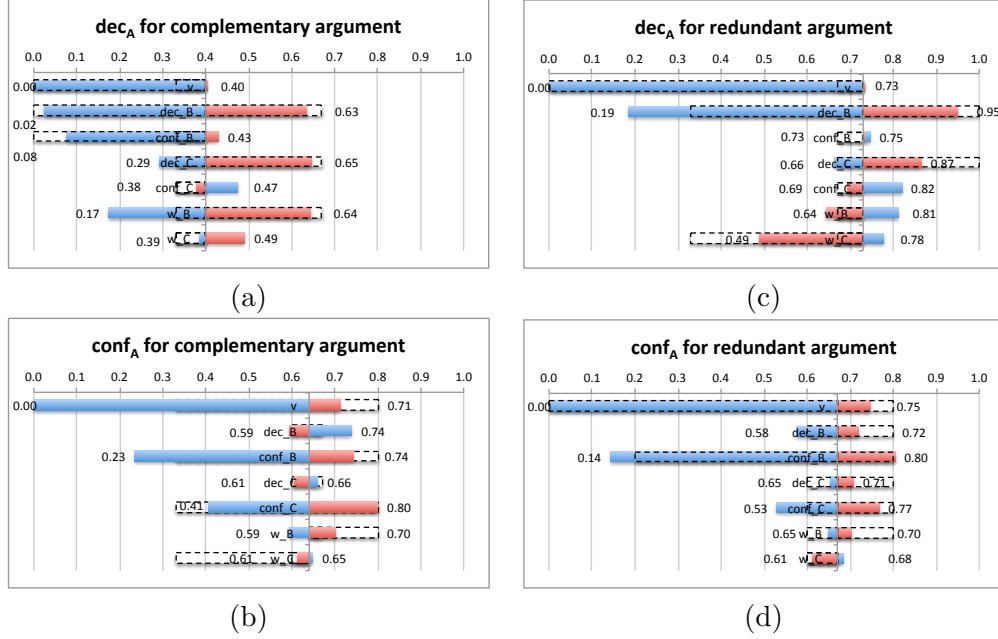 dec_A for complementary argument
0.0 0.1 0.2 0.3 0.4 0.5 0.6 0.7 0.8 0.9 1.0
0.00 v 0.40
dec_B 0.63
0.02
conf_B 0.43
0.08
0.29 dec_C 0.65
0.38 conf_C 0.47
0.17 w_B 0.64
0.39 w_C 0.49
(a)
dec_A for redundant argument
0.0 0.1 0.2 0.3 0.4 0.5 0.6 0.7 0.8 0.9 1.0
0.00 v 0.73
0.19 dec_B 0.95
0.73 conf_B 0.75
0.66 dec_C 0.87
0.69 conf_C 0.82
0.64 w_B 0.81
0.49 w_C 0.78
(c)
conf_A for complementary argument
0.0 0.1 0.2 0.3 0.4 0.5 0.6 0.7 0.8 0.9 1.0
0.00 v 0.71
0.59 dec_B 0.74
0.23 conf_B 0.74
0.61 dec_C 0.66
0.41 conf_C 0.80
0.59 w_B 0.70
0.61 w_C 0.65
(b)
conf_A for redundant argument
0.0 0.1 0.2 0.3 0.4 0.5 0.6 0.7 0.8 0.9 1.0
0.00 v 0.75
0.58 dec_B 0.72
0.14 conf_B 0.80
0.65 dec_C 0.71
0.53 conf_C 0.77
0.65 w_B 0.70
0.61 w_C 0.68
(d)